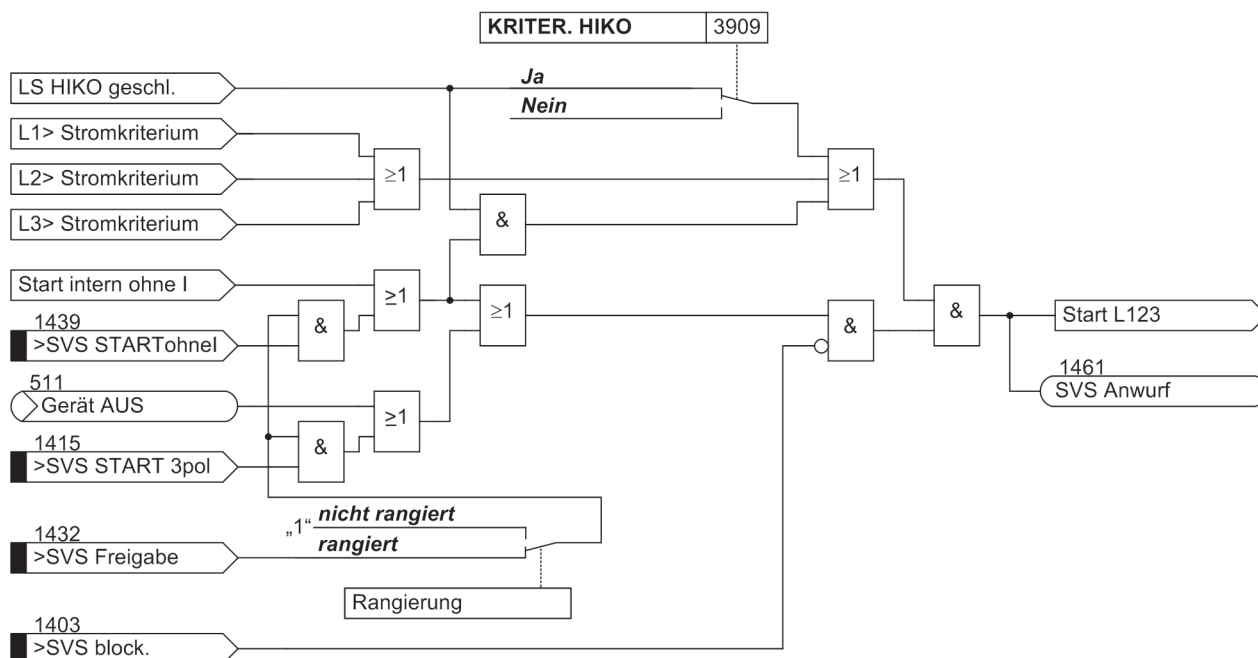 KRITER. HIKO 3909
LS HIKO geschl.
Ja
Nein
L1> Stromkriterium
L2> Stromkriterium
L3> Stromkriterium
≥1
≥1
&
Start intern ohne I
≥1
≥1
1439
>SVS STARTohneI
&
&
&
Start L123
511
Gerät AUS
≥1
1461
SVS Anwurf
1415
>SVS START 3pol
&
„1“ nicht rangiert
rangiert
1432
>SVS Freigabe
Rangierung
1403
>SVS block.